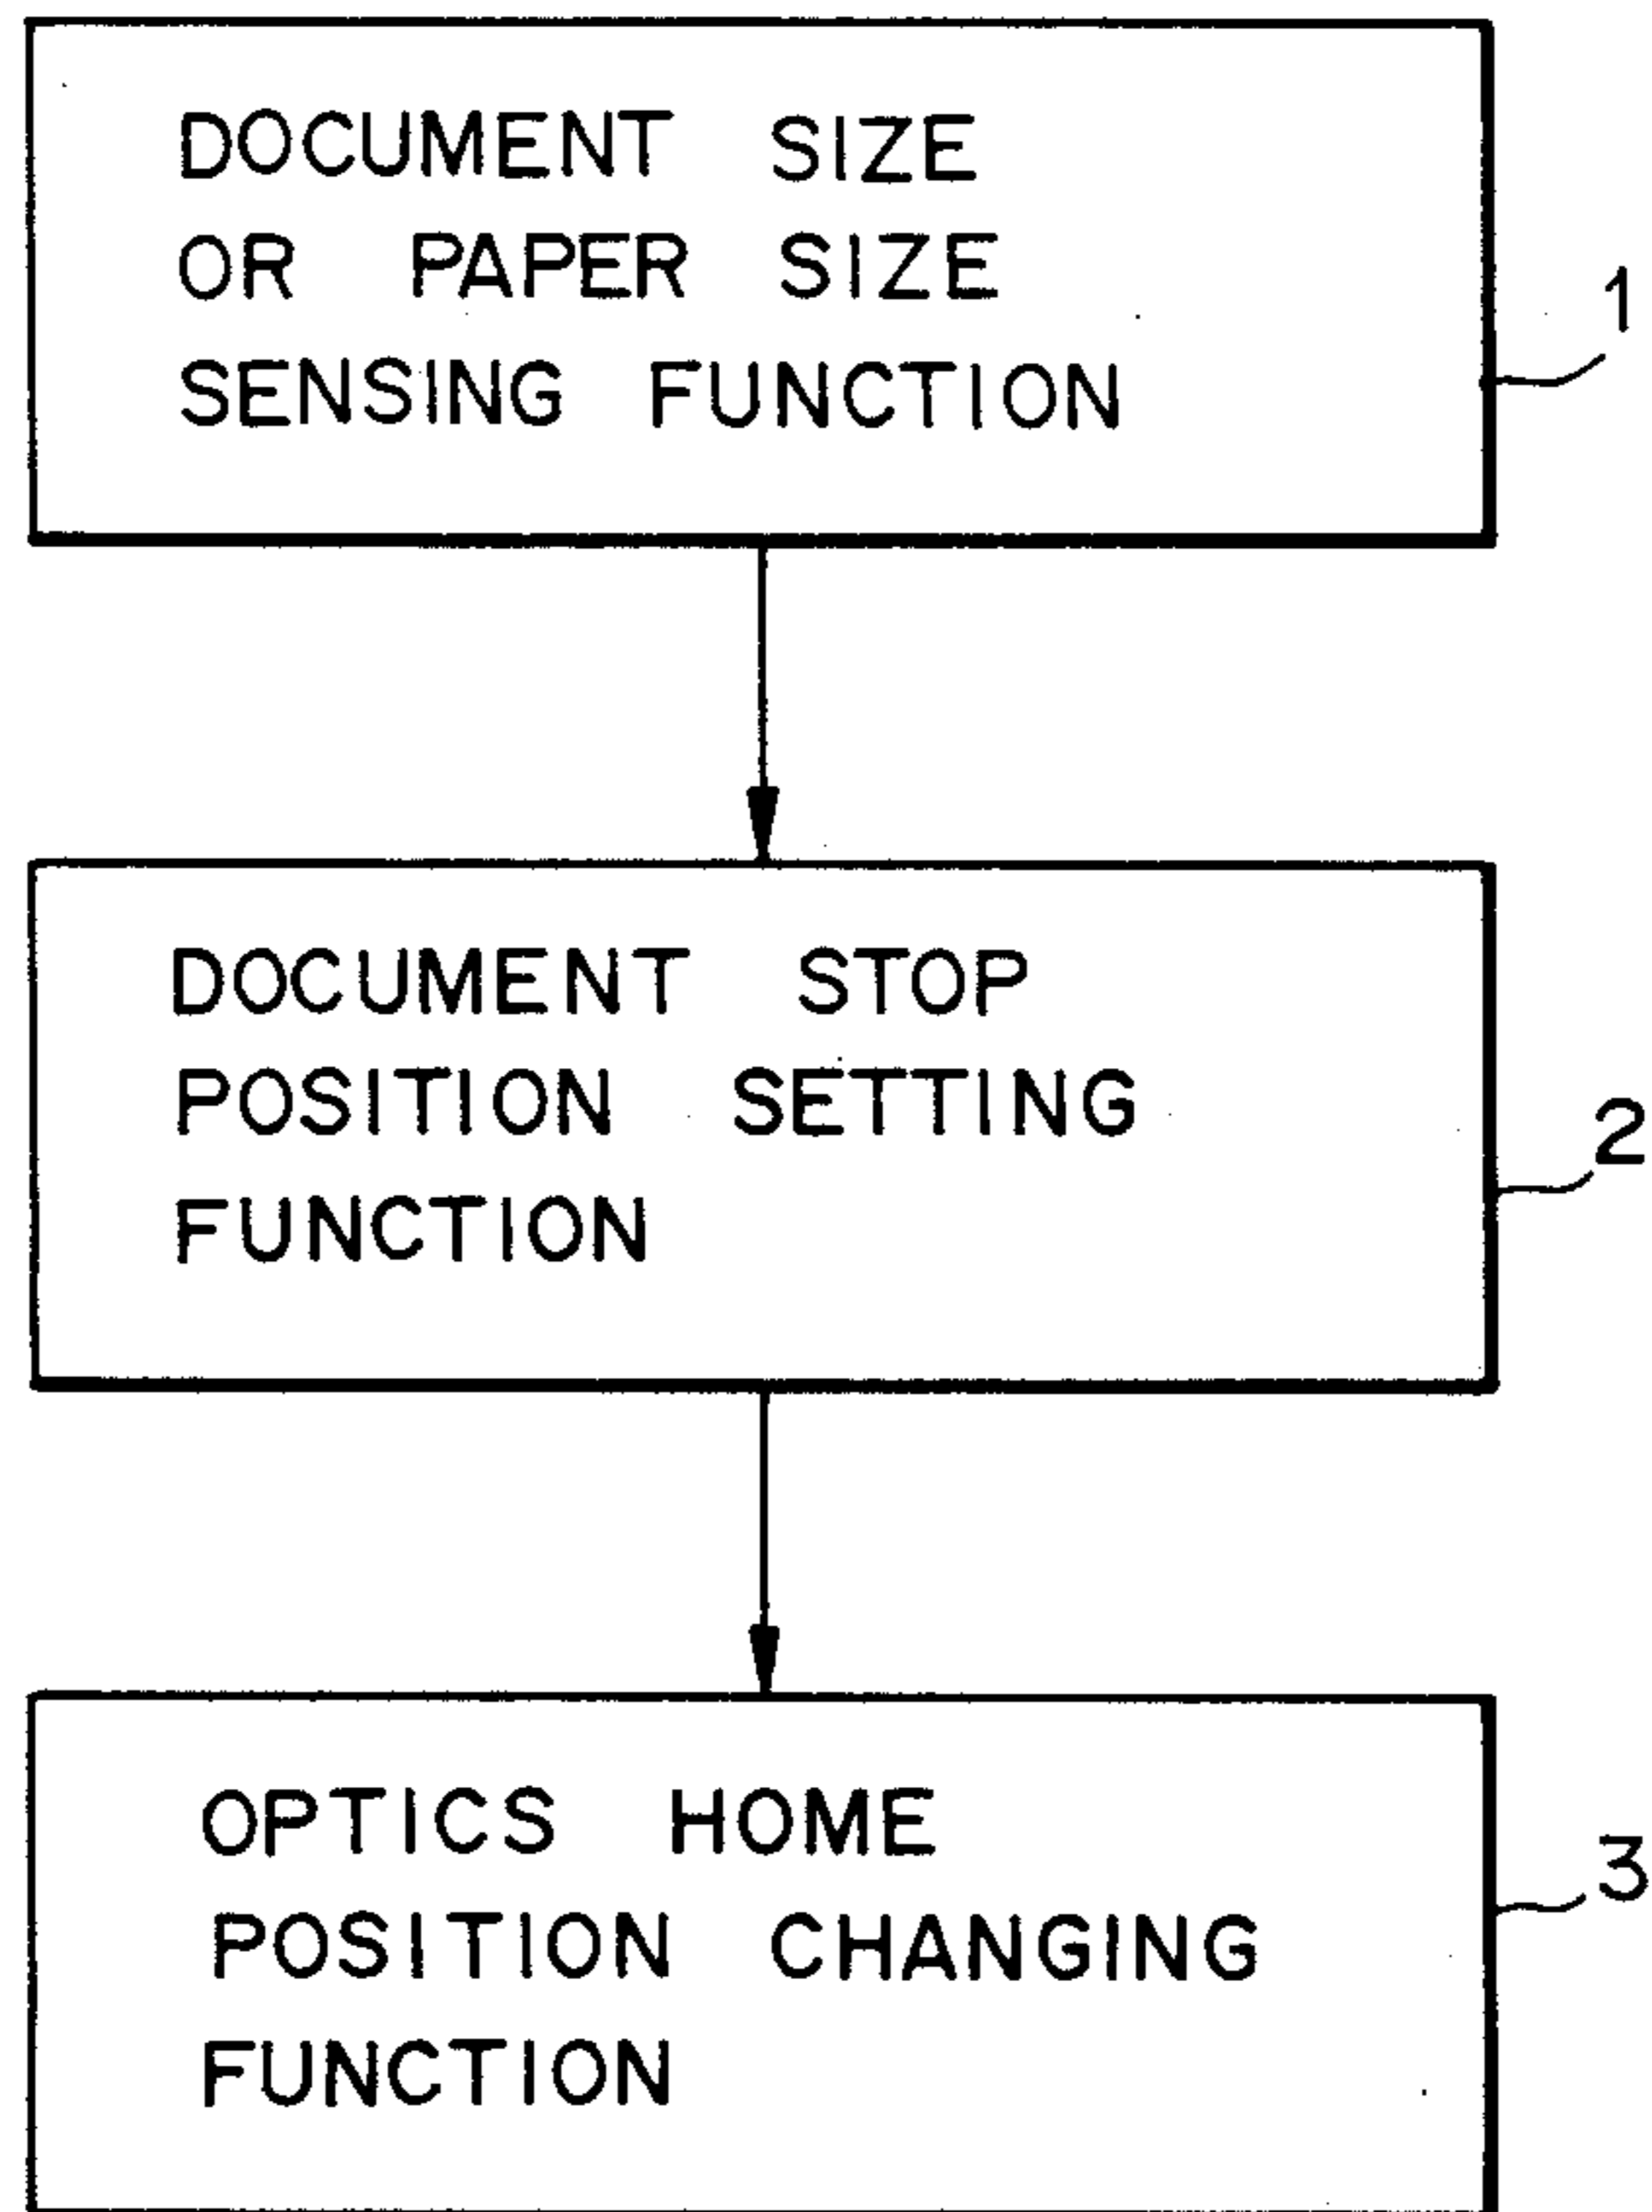 DOCUMENT SIZE
OR PAPER SIZE
SENSING FUNCTION
1
DOCUMENT STOP
POSITION SETTING
FUNCTION
2
OPTICS HOME
POSITION CHANGING
FUNCTION
3